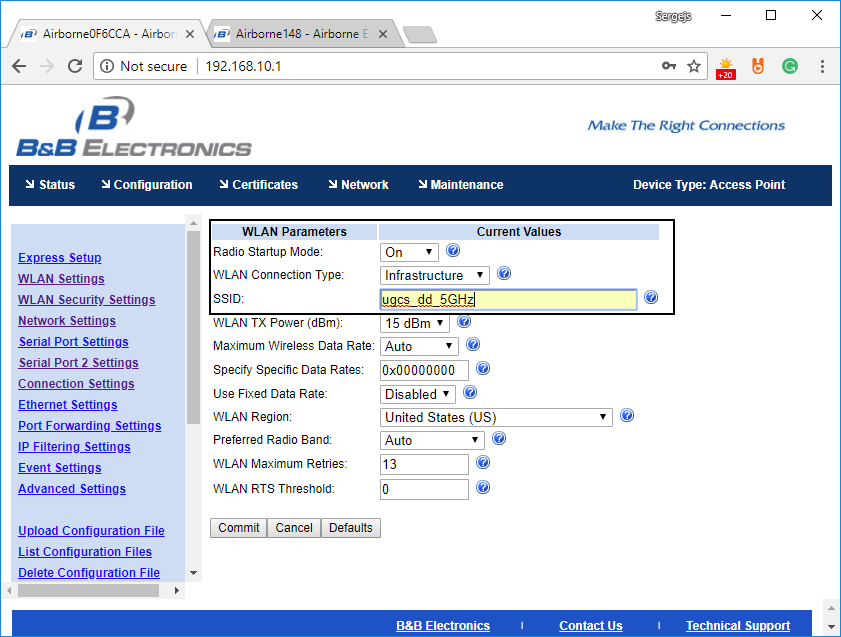 Sergejs
Airborne0F6CCA - Airbor
Airborne148 - Airborne E
Not secure 192.168.10.1
+20
B&B ELECTRONICS
Make The Right Connections
Status Configuration Certificates Network Maintenance Device Type: Access Point
Express Setup
WLAN Settings
WLAN Security Settings
Network Settings
Serial Port Settings
Serial Port 2 Settings
Connection Settings
Ethernet Settings
Port Forwarding Settings
IP Filtering Settings
Event Settings
Advanced Settings
Upload Configuration File
List Configuration Files
Delete Configuration File
WLAN Parameters Current Values
Radio Startup Mode: On
WLAN Connection Type: Infrastructure
SSID: ugcs_dd_5GHz
WLAN TX Power (dBm): 15 dBm
Maximum Wireless Data Rate: Auto
Specify Specific Data Rates: 0x00000000
Use Fixed Data Rate: Disabled
WLAN Region: United States (US)
Preferred Radio Band: Auto
WLAN Maximum Retries: 13
WLAN RTS Threshold: 0
Commit Cancel Defaults
B&B Electronics | Contact Us | Technical Support